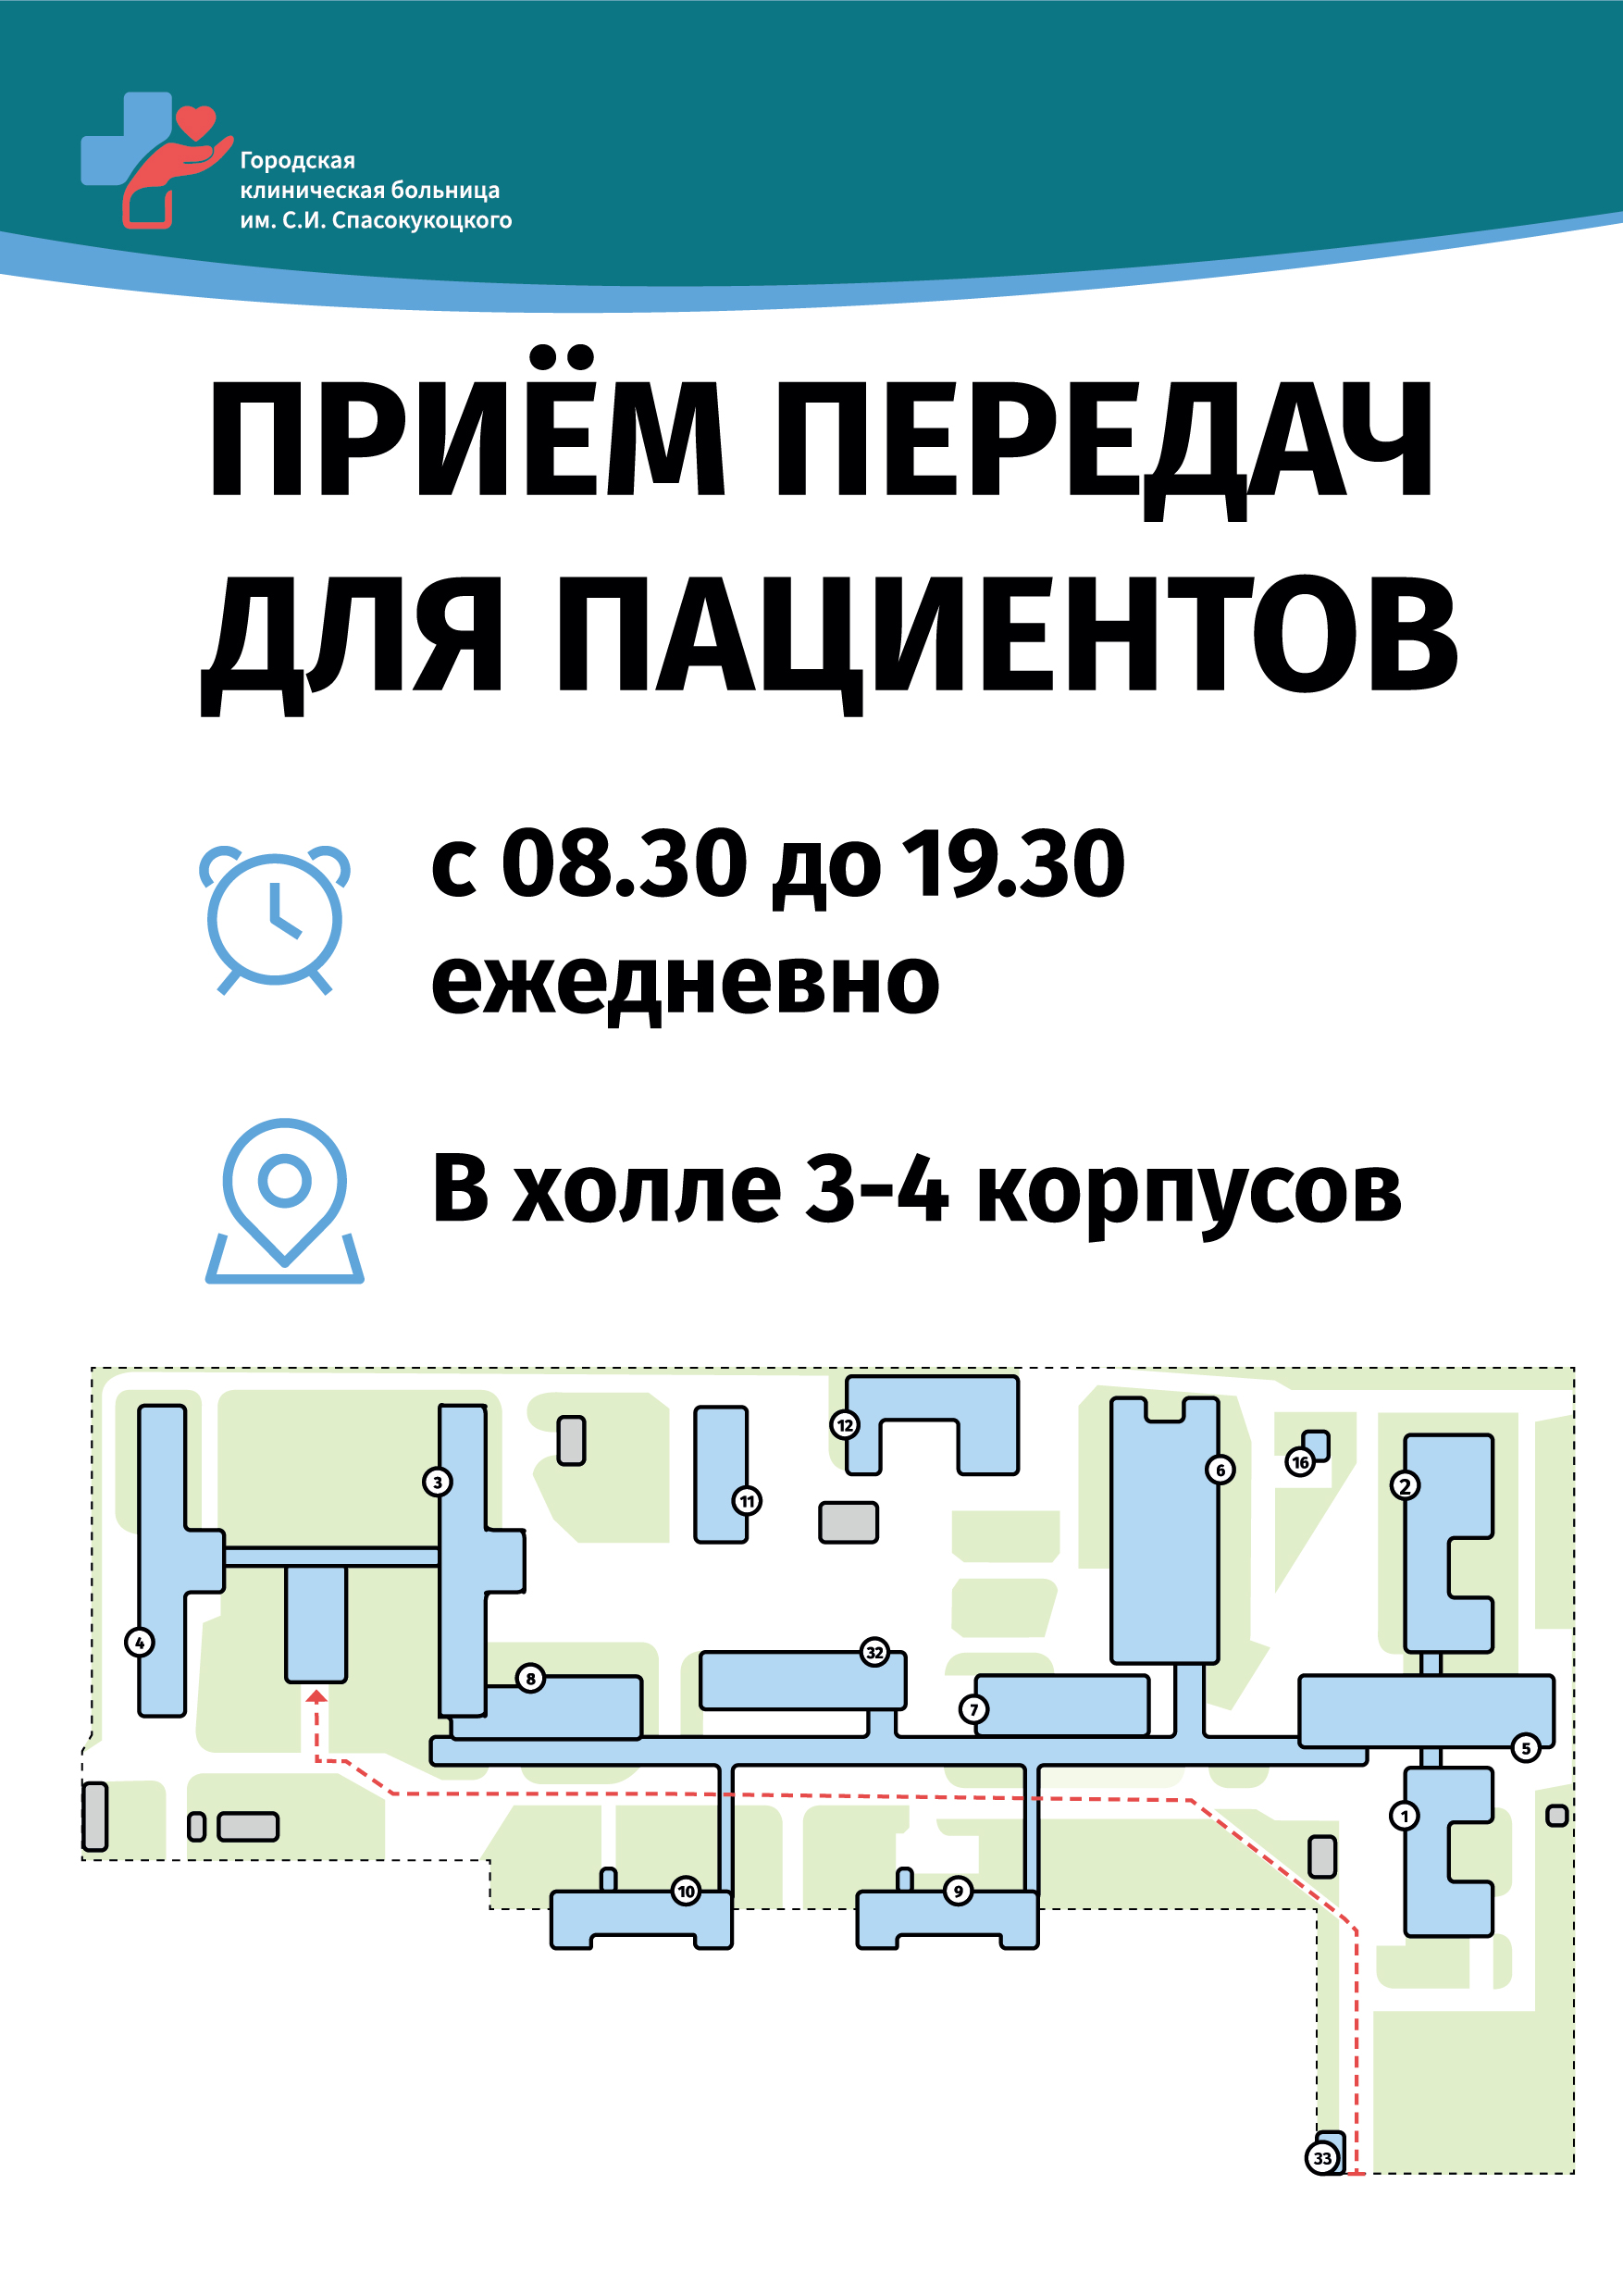 Городская
клиническая больница
им. С.И. Спасокукоцкого
ПРИЁМ ПЕРЕДАЧ
ДЛЯ ПАЦИЕНТОВ
с 08.30 до 19.30
ежедневно
В холле 3-4 корпусов
12
6
16
3
2
11
4
32
8
7
5
1
10
9
33